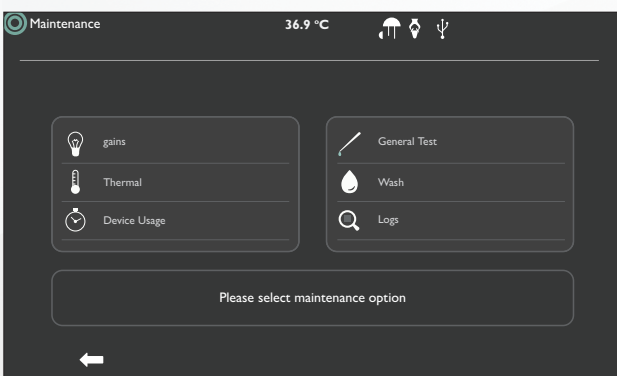 Maintenance
36.9 °C
gains
Thermal
Device Usage
General Test
Wash
Logs
Please select maintenance option